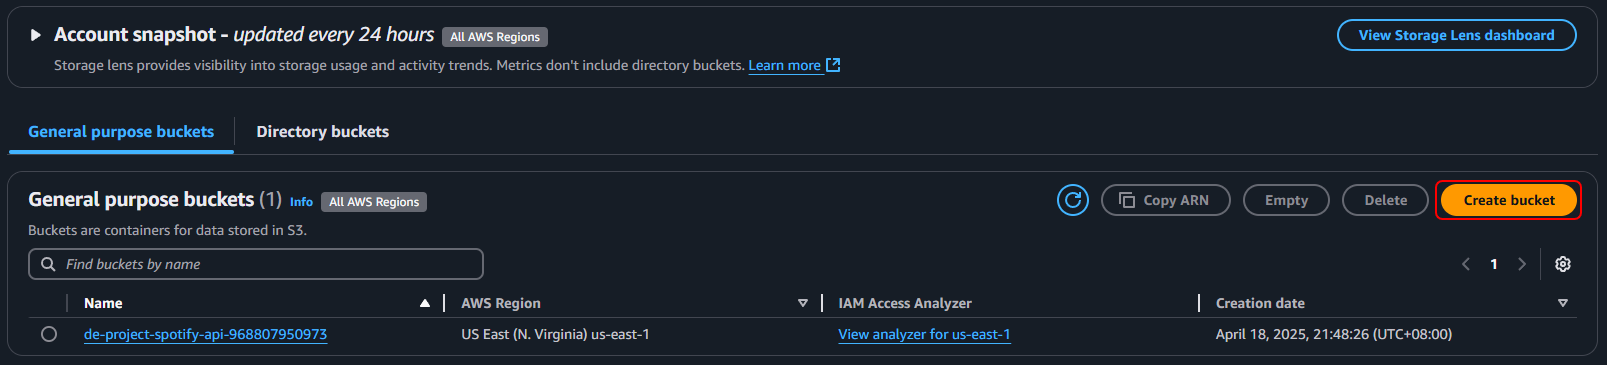 Account snapshot - updated every 24 hours All AWS Regions View Storage Lens dashboard
Storage lens provides visibility into storage usage and activity trends. Metrics don't include directory buckets. Learn more
General purpose buckets Directory buckets
General purpose buckets (1) Info All AWS Regions Copy ARN Empty Delete Create bucket
Buckets are containers for data stored in S3.
Find buckets by name 1
Name AWS Region IAM Access Analyzer Creation date
de-project-spotify-api-968807950973 US East (N. Virginia) us-east-1 View analyzer for us-east-1 April 18, 2025, 21:48:26 (UTC+08:00)